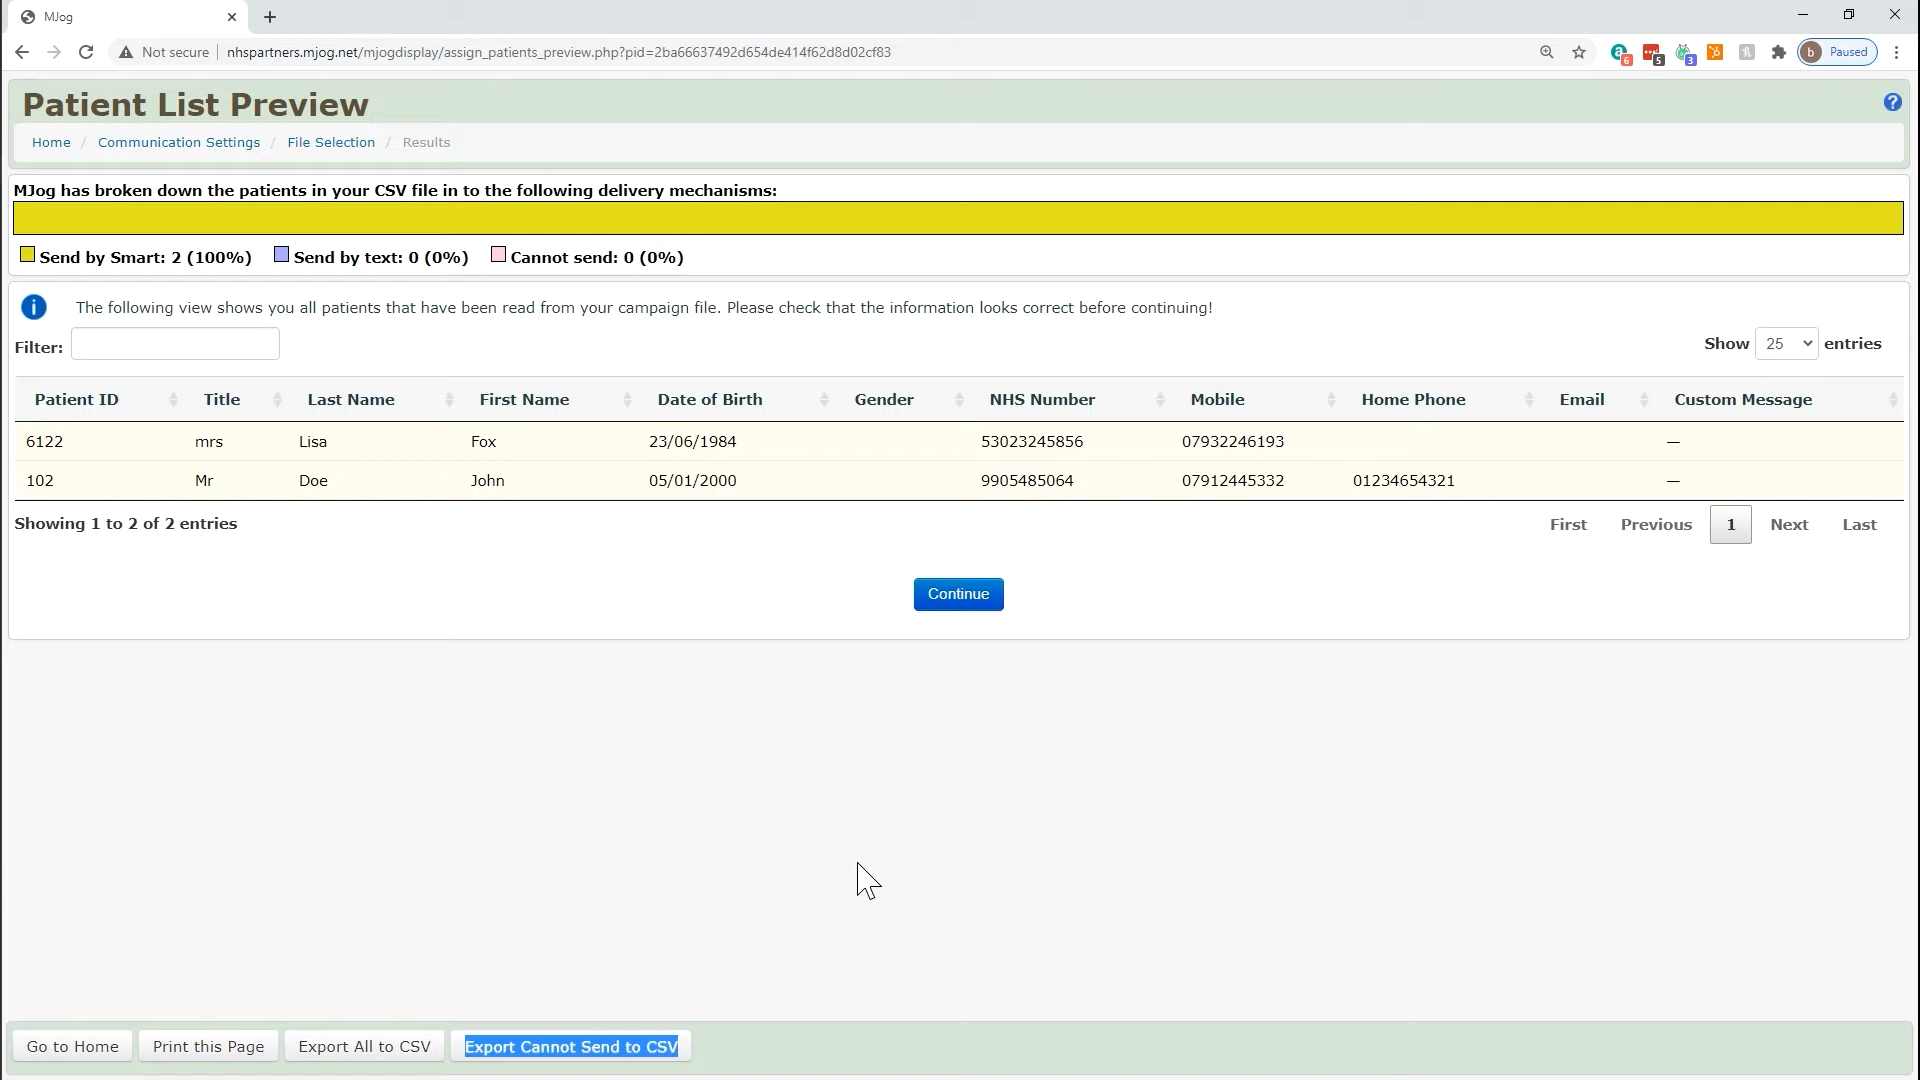 MJog
Not secure nhspartners.mjog.net/mjogdisplay/assign_patients_preview.php?pid=2ba66637492d654de414f62d8d02cf83
6 5 3 b Paused
Patient List Preview
Home / Communication Settings / File Selection / Results
MJog has broken down the patients in your CSV file in to the following delivery mechanisms:
Send by Smart: 2 (100%) Send by text: 0 (0%) Cannot send: 0 (0%)
The following view shows you all patients that have been read from your campaign file. Please check that the information looks correct before continuing!
Filter: Show 25 entries
Patient ID Title Last Name First Name Date of Birth Gender NHS Number Mobile Home Phone Email Custom Message
6122 mrs Lisa Fox 23/06/1984 53023245856 07932246193 —
102 Mr Doe John 05/01/2000 9905485064 07912445332 01234654321 —
Showing 1 to 2 of 2 entries First Previous 1 Next Last
Continue
Go to Home Print this Page Export All to CSV Export Cannot Send to CSV